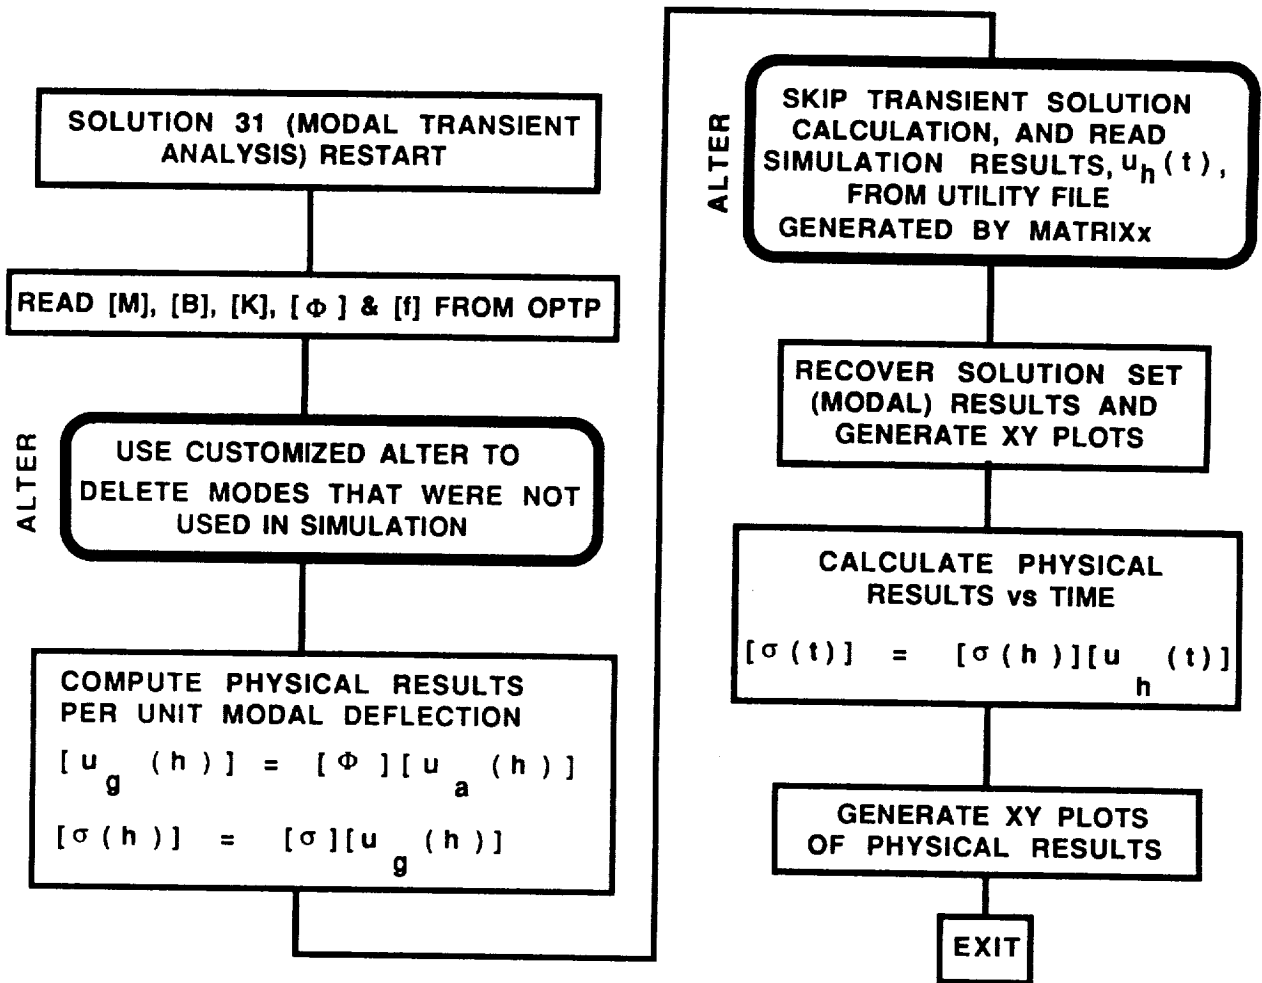 SOLUTION 31 (MODAL TRANSIENT
ANALYSIS) RESTART
READ [M], [B], [K], [Φ] & [f] FROM OPTP
ALTER
USE CUSTOMIZED ALTER TO
DELETE MODES THAT WERE NOT
USED IN SIMULATION
COMPUTE PHYSICAL RESULTS
PER UNIT MODAL DEFLECTION
[u_g (h)] = [Φ][u_a (h)]
[σ(h)] = [σ][u_g (h)]
ALTER
SKIP TRANSIENT SOLUTION
CALCULATION, AND READ
SIMULATION RESULTS, u_h(t),
FROM UTILITY FILE
GENERATED BY MATRIXx
RECOVER SOLUTION SET
(MODAL) RESULTS AND
GENERATE XY PLOTS
CALCULATE PHYSICAL
RESULTS vs TIME
[σ(t)] = [σ(h)][u_h (t)]
GENERATE XY PLOTS
OF PHYSICAL RESULTS
EXIT